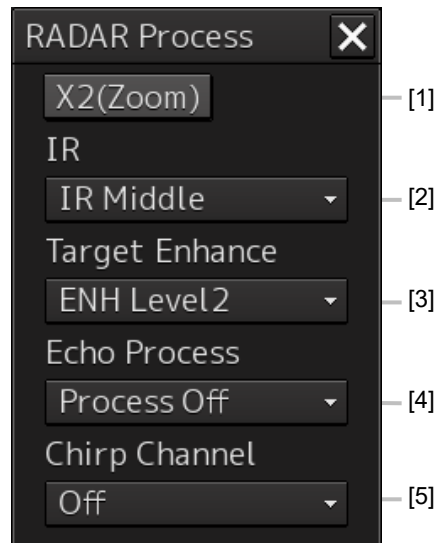 RADAR Process
X2(Zoom)
[1]
IR
IR Middle
[2]
Target Enhance
ENH Level2
[3]
Echo Process
Process Off
[4]
Chirp Channel
Off
[5]